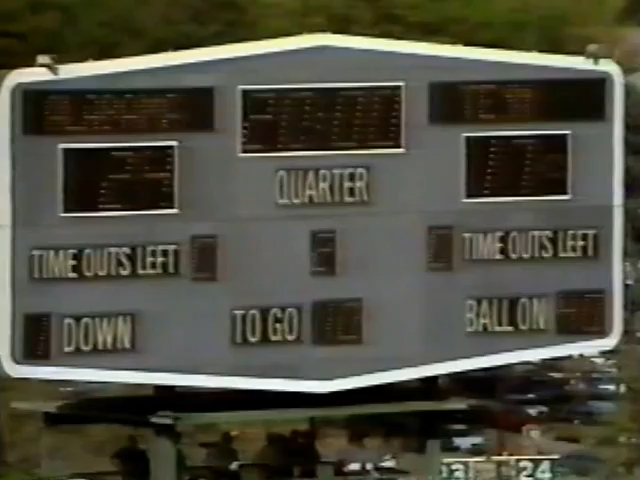 QUARTER
TIME OUTS LEFT TIME OUTS LEFT
DOWN TO GO BALL ON
24